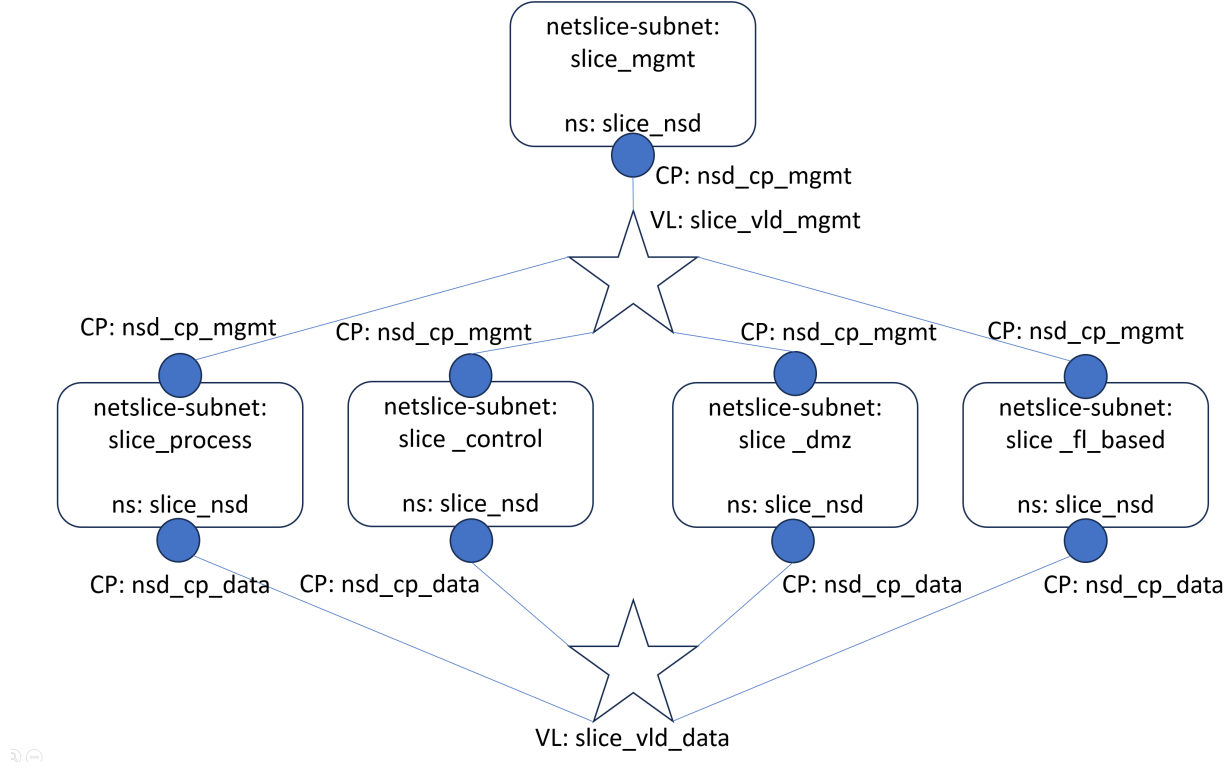 netslice-subnet:
slice_mgmt
ns: slice_nsd
CP: nsd_cp_mgmt
VL: slice_vld_mgmt
CP: nsd_cp_mgmt
CP: nsd_cp_mgmt
CP: nsd_cp_mgmt
CP: nsd_cp_mgmt
netslice-subnet:
slice_process
ns: slice_nsd
netslice-subnet:
slice _control
ns: slice_nsd
netslice-subnet:
slice _dmz
ns: slice_nsd
netslice-subnet:
slice _fl_based
ns: slice_nsd
CP: nsd_cp_data
CP: nsd_cp_data
CP: nsd_cp_data
CP: nsd_cp_data
VL: slice_vld_data